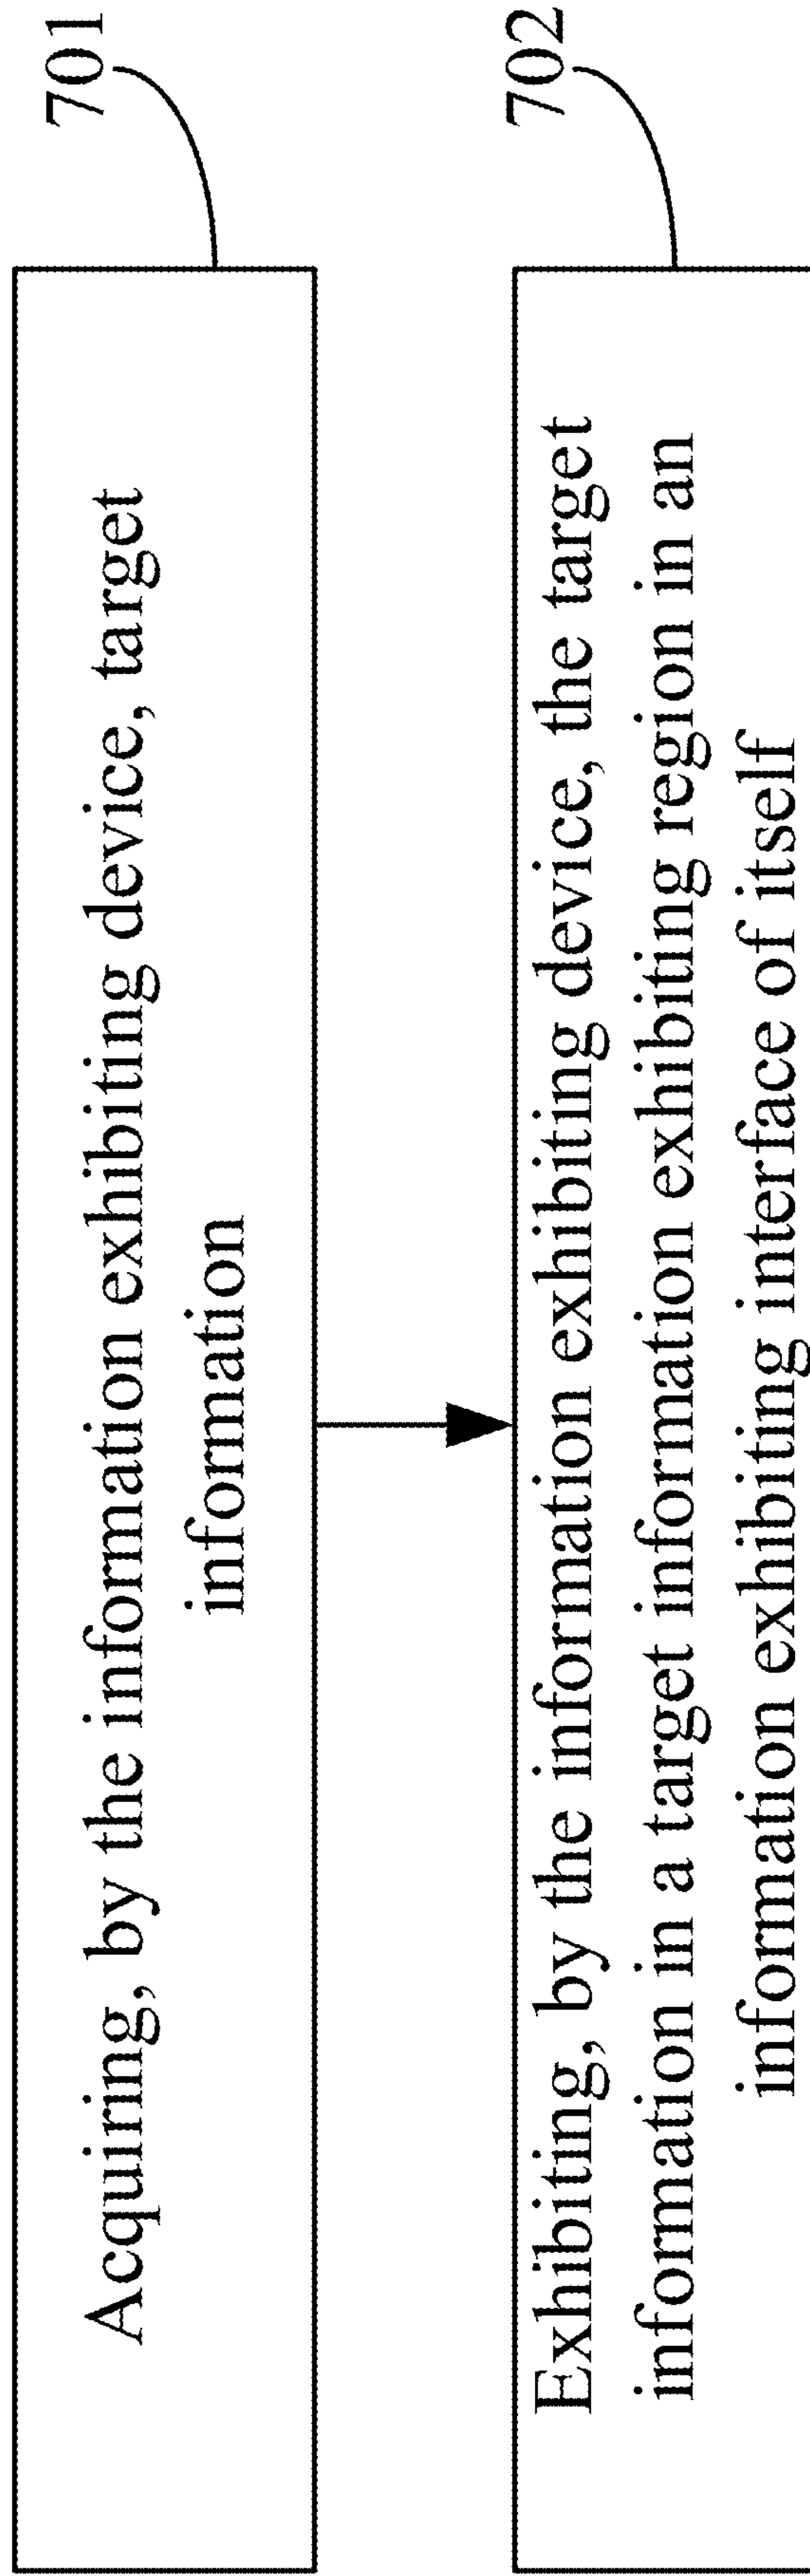 701
Acquiring, by the information exhibiting device, target
information
702
Exhibiting, by the information exhibiting device, the target
information in a target information exhibiting region in an
information exhibiting interface of itself